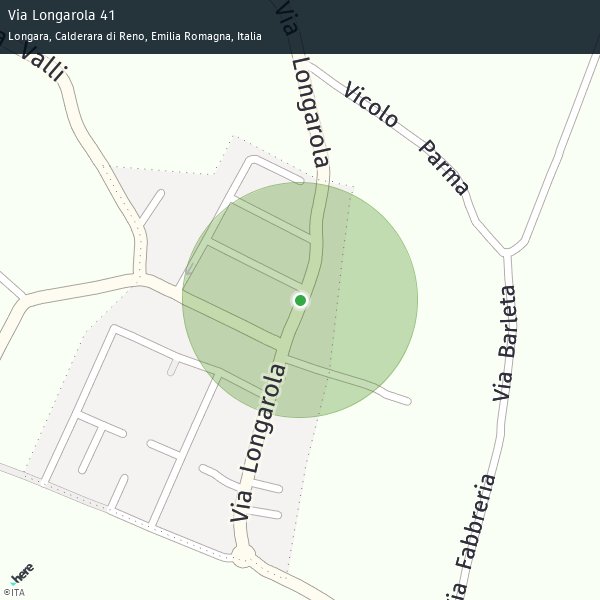 Via Longarola 41
Longara, Calderara di Reno, Emilia Romagna, Italia
Valli
Via Longarola
Vicolo Parma
Via Barleta
Via Longarola
Via Fabbreria
here
©ITA